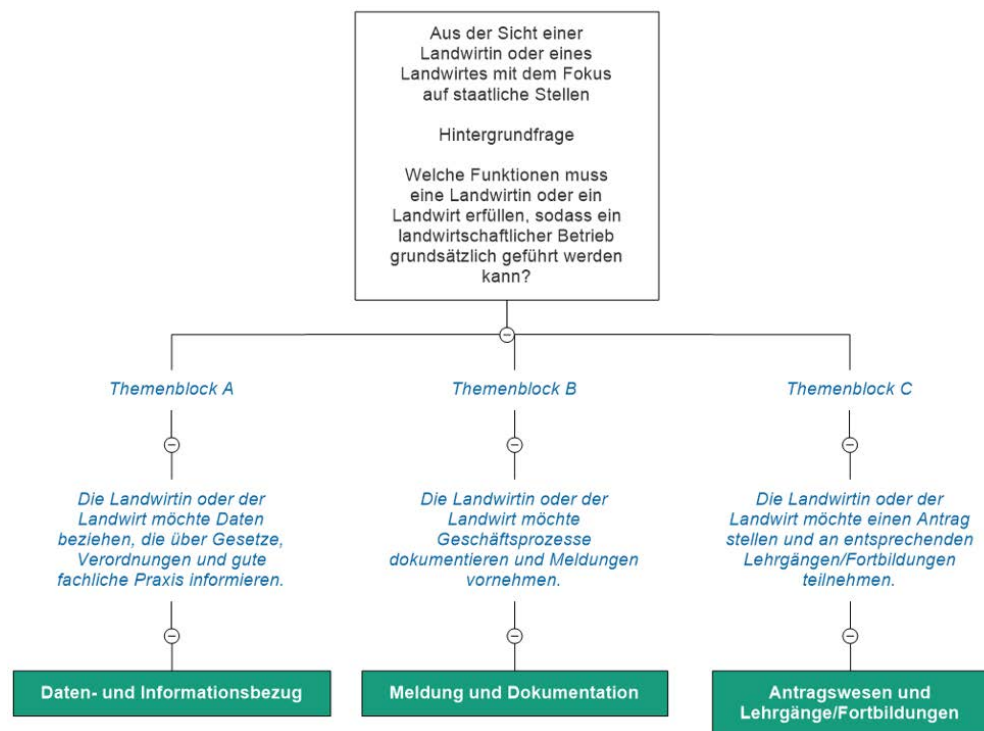 Aus der Sicht einer
Landwirtin oder eines
Landwirtes mit dem Fokus
auf staatliche Stellen
Hintergrundfrage
Welche Funktionen muss
eine Landwirtin oder ein
Landwirt erfüllen, sodass ein
landwirtschaftlicher Betrieb
grundsätzlich geführt werden
kann?
Themenblock A
Die Landwirtin oder der
Landwirt möchte Daten
beziehen, die über Gesetze,
Verordnungen und gute
fachliche Praxis informieren.
Daten- und Informationsbezug
Themenblock B
Die Landwirtin oder der
Landwirt möchte
Geschäftsprozesse
dokumentieren und Meldungen
vornehmen.
Meldung und Dokumentation
Themenblock C
Die Landwirtin oder der
Landwirt möchte einen Antrag
stellen und an entsprechenden
Lehrgängen/Fortbildungen
teilnehmen.
Antragswesen und
Lehrgänge/Fortbildungen